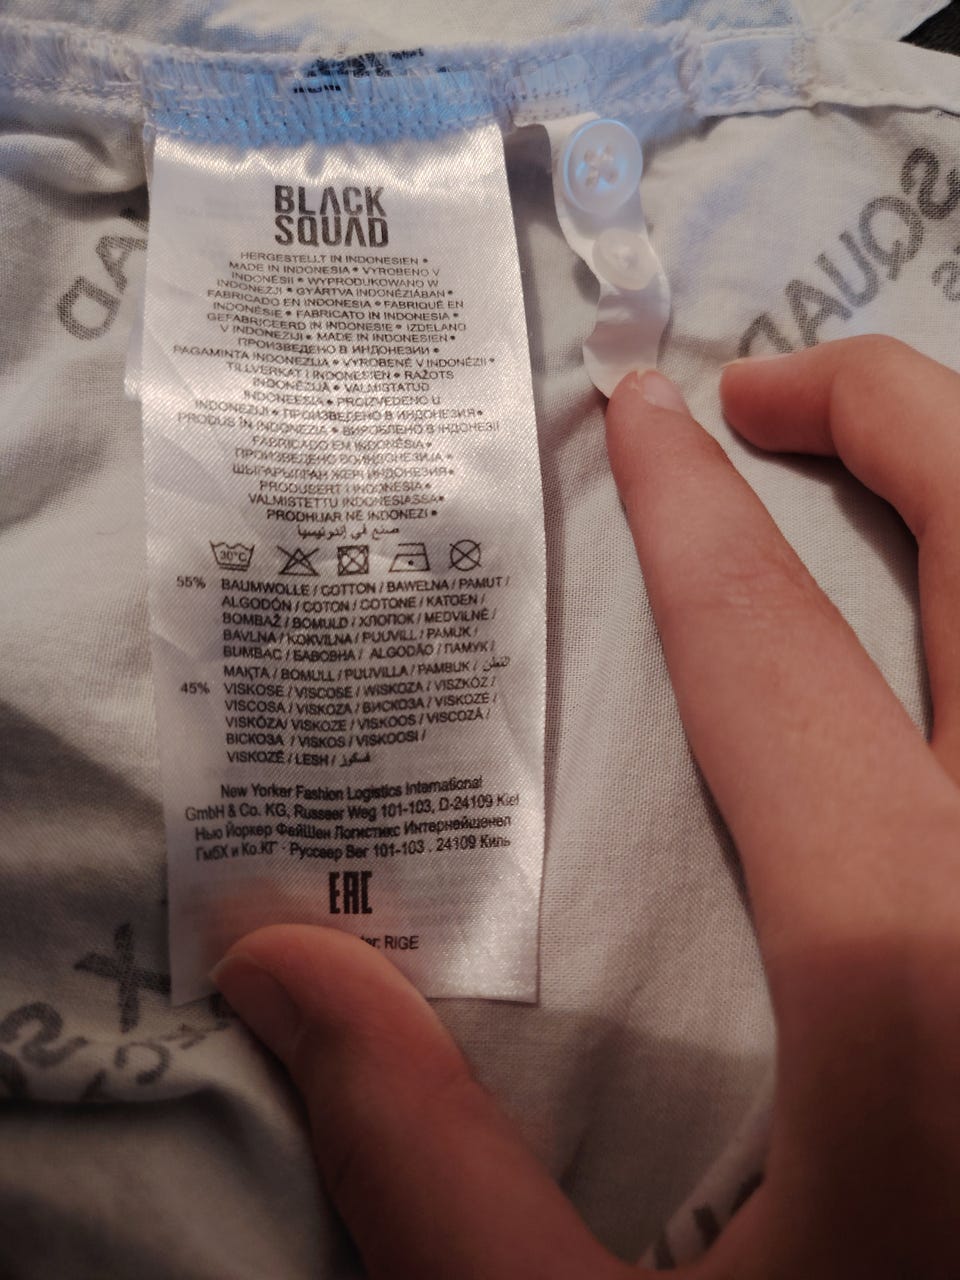 BLACK
SQUAD
HERGESTELLT IN INDONESIEN •
MADE IN INDONESIA • VYROBENO V
INDONÉSII • WYPRODUKOWANO W
INDONEZJI • GYÁRTVA INDONÉZIÁBAN •
FABRICADO EN INDONESIA • FABRIQUÉ EN
INDONÉSIE • FABRICATO IN INDONESIA •
GEFABRICEERD IN INDONESIE • IZDELANO
V INDONEZIJI • MADE IN INDONESIEN •
ПРОИЗВЕДЕНО В ИНДОНЕЗИИ •
PAGAMINTA INDONEZIJA • VYROBENÉ V INDONÉZII •
TILLVERKAT I INDONESIEN • RAŽOTS
INDONĒZIJĀ • VALMISTATUD
INDONEESIA • PROIZVEDENO U
INDONEZIJI • ПРОИЗВЕДЕНО В ИНДОНЕЗИЯ •
PRODUS IN INDONEZIA • ВИРОБЛЕНО В ІНДОНЕЗІЇ
FABRICADO EM INDONÉSIA •
ПРОИЗВЕДЕНО ВО ИНДОНЕЗИЈА •
ШЫҒАРЫЛҒАН ЖЕРІ ИНДОНЕЗИЯ •
PRODUSERT I INDONESIA •
VALMISTETTU INDONESIASSA •
PRODHUAR NË INDONEZI •
صنع في إندونيسيا
30°C
55% BAUMWOLLE / COTTON / BAWEŁNA / PAMUT /
ALGODÓN / COTON / COTONE / KATOEN /
BOMBAŽ / BOMULD / ХЛОПОК / MEDVILNĖ /
BAVLNA / KOKVILNA / PUUVILL / PAMUK /
BUMBAC / БАВОВНА / ALGODÃO / ПАМУК /
МАҚТА / BOMULL / PUUVILLA / PAMBUK / القطن
45% VISKOSE / VISCOSE / WISKOZA / VISZKÓZ /
VISCOSA / VISKOZA / ВИСКОЗА / VISKOZE /
VISKÓZA/ VISKOZE / VISKOOS / VISCOZĂ /
ВІСКОЗА / VISKOS / VISKOOSI /
VISKOZË / LESH / فسكوز
New Yorker Fashion Logistics International
GmbH & Co. KG, Russeer Weg 101-103, D-24109 Kiel
Нью Йоркер ФейШен Логистикс Интернейшенел
ГмбХ и Ко.КГ · Руссеер Вег 101-103 . 24109 Киль
EAC
RIGE
SQUAD